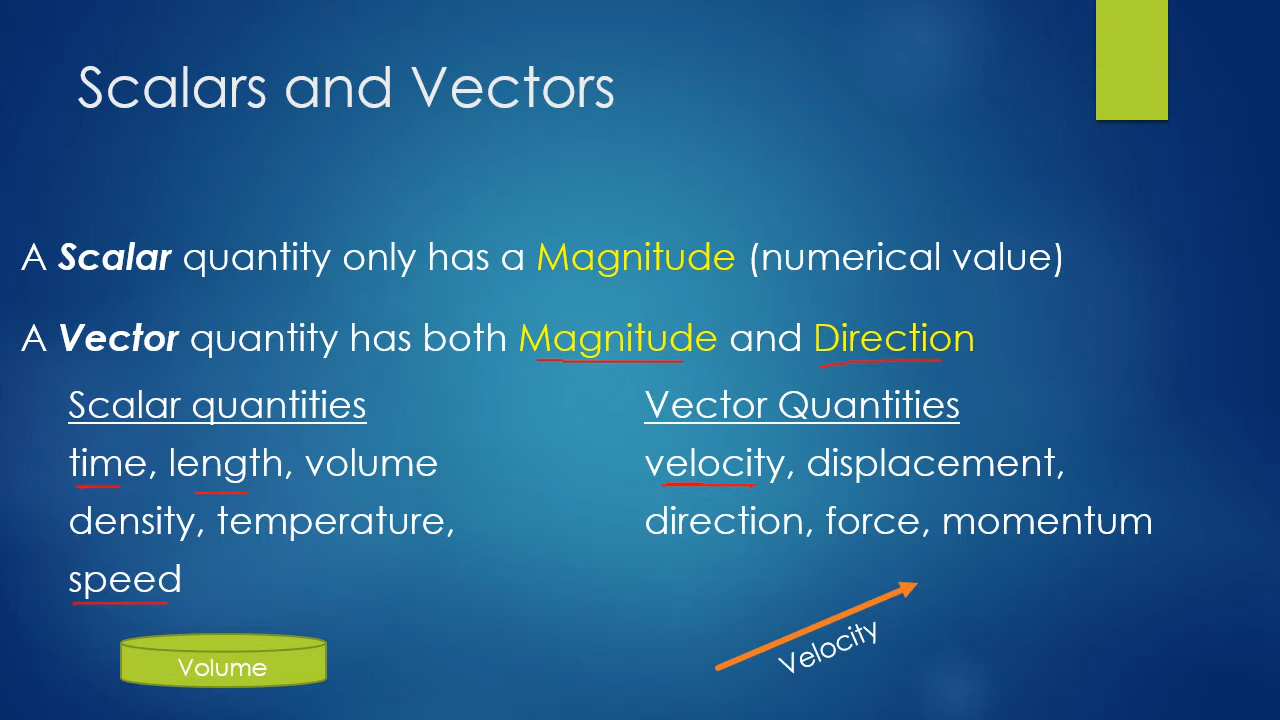 Scalars and Vectors
A Scalar quantity only has a Magnitude (numerical value)
A Vector quantity has both Magnitude and Direction
Scalar quantities
time, length, volume
density, temperature,
speed
Volume
Vector Quantities
velocity, displacement,
direction, force, momentum
Velocity